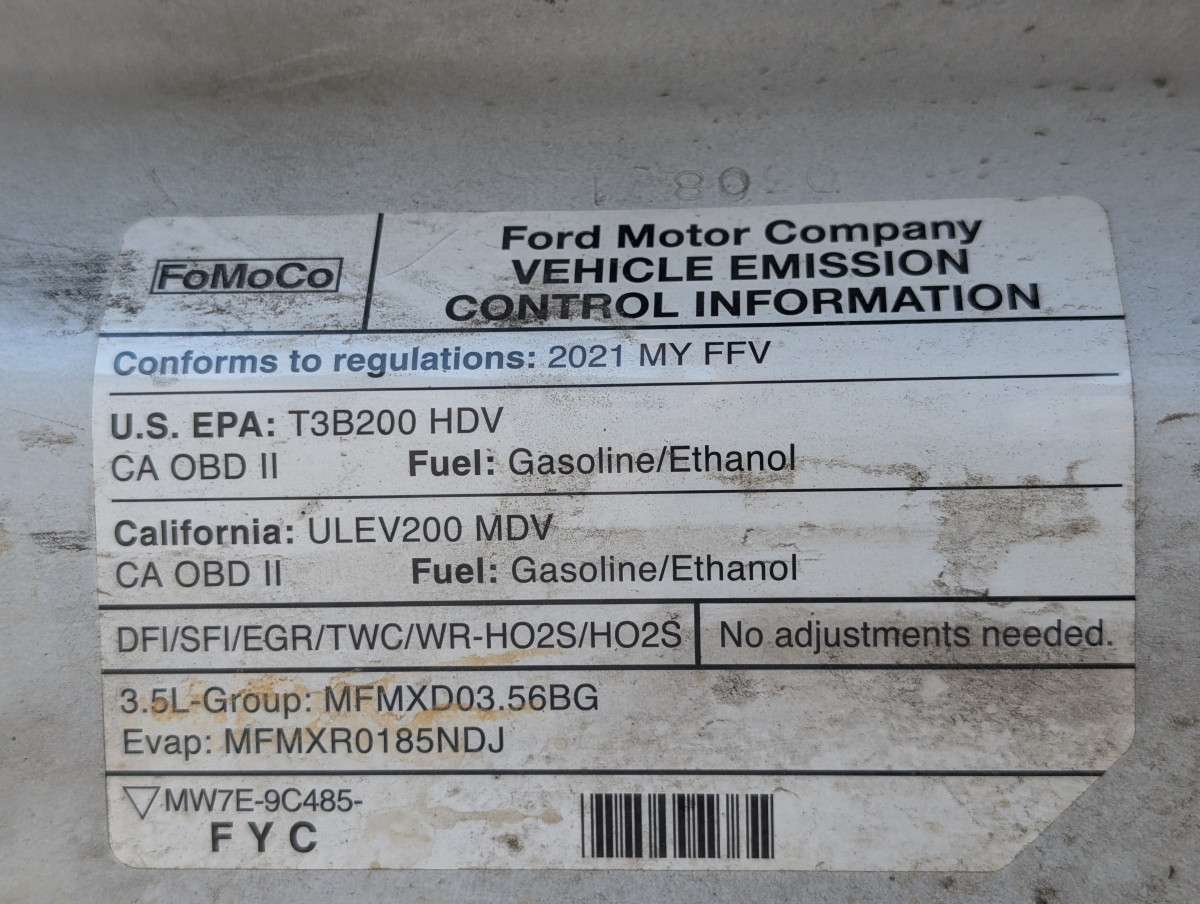 FoMoCo
Ford Motor Company
VEHICLE EMISSION
CONTROL INFORMATION
Conforms to regulations: 2021 MY FFV
U.S. EPA: T3B200 HDV
CA OBD II Fuel: Gasoline/Ethanol
California: ULEV200 MDV
CA OBD II Fuel: Gasoline/Ethanol
DFI/SFI/EGR/TWC/WR-HO2S/HO2S
No adjustments needed.
3.5L-Group: MFMXD03.56BG
Evap: MFMXR0185NDJ
MW7E-9C485-
F Y C